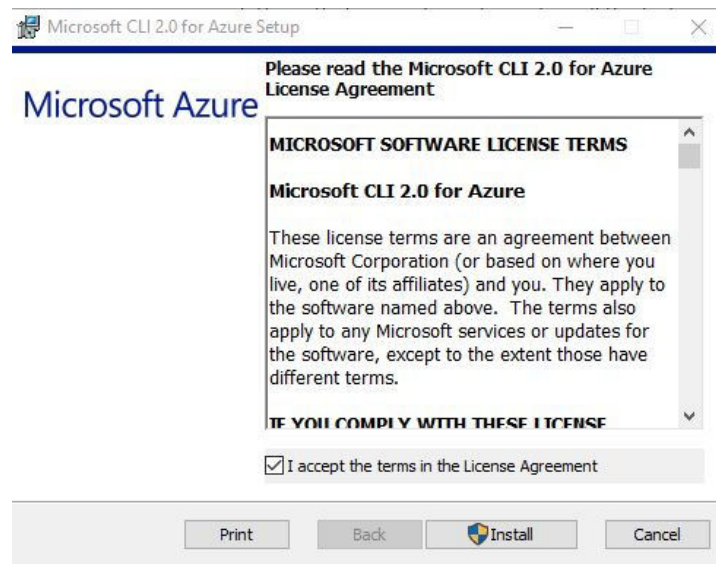 Microsoft CLI 2.0 for Azure Setup
Microsoft Azure
Please read the Microsoft CLI 2.0 for Azure
License Agreement
MICROSOFT SOFTWARE LICENSE TERMS
Microsoft CLI 2.0 for Azure
These license terms are an agreement between
Microsoft Corporation (or based on where you
live, one of its affiliates) and you. They apply to
the software named above. The terms also
apply to any Microsoft services or updates for
the software, except to the extent those have
different terms.
IF YOU COMPLY WITH THESE LICENSE
I accept the terms in the License Agreement
Print
Back
Install
Cancel